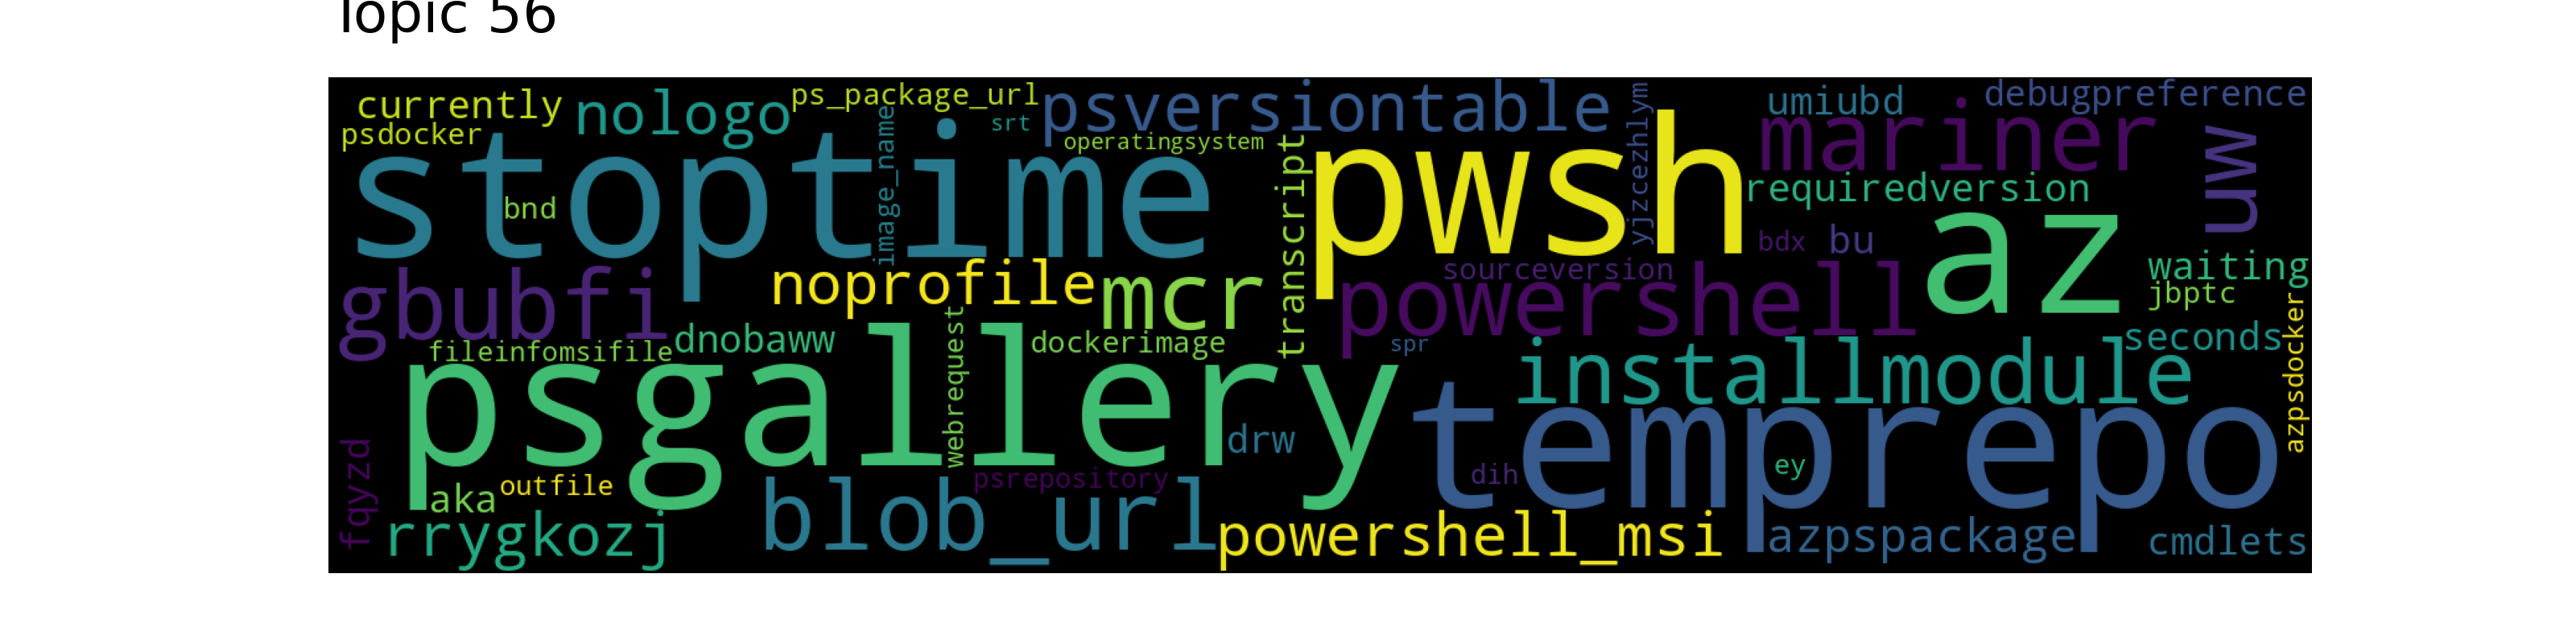 Topic 56
currently
nologo
ps_package_url
psversiontable
umiubd
debugpreference
psdocker
srt
operatingsystem
mariner
uw
stoptime
image_name
transcript
pwsh
yjzcezhlym
requiredversion
bnd
bdx
bu
az
gbubfi
noprofile
mcr
sourceversion
powershell
waiting
jbptc
fileinfomsifile
dnobaww
webrequest
dockerimage
spr
installmodule
seconds
azpsdocker
psgallery
drw
temprepo
fqyzd
aka
outfile
psrepository
dih
ey
rrygkozj
blob_url
powershell_msi
azpspackage
cmdlets